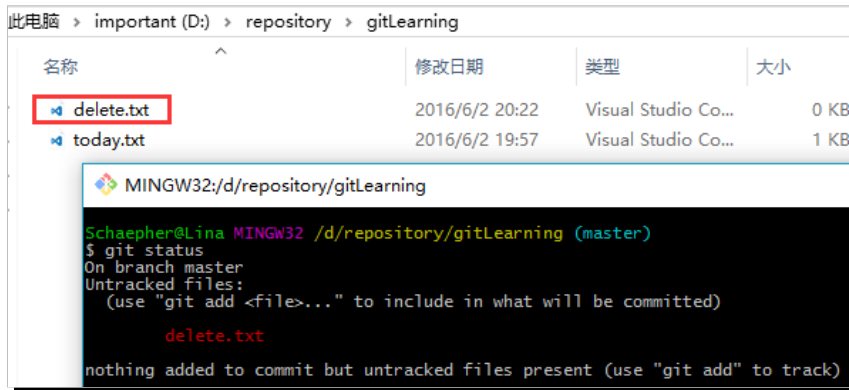 此电脑 > important (D:) > repository > gitLearning
名称 修改日期 类型 大小
delete.txt 2016/6/2 20:22 Visual Studio Co... 0 KB
today.txt 2016/6/2 19:57 Visual Studio Co... 1 KB
MINGW32:/d/repository/gitLearning
Schaepher@Lina MINGW32 /d/repository/gitLearning (master)
$ git status
On branch master
Untracked files:
(use "git add <file>..." to include in what will be committed)
delete.txt
nothing added to commit but untracked files present (use "git add" to track)